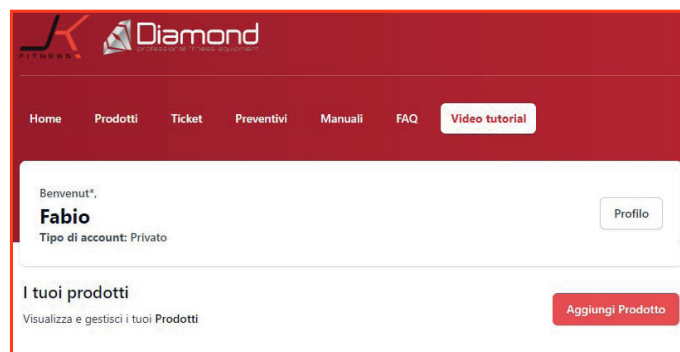 JK
FITNESS
Diamond
professional fitness equipment
Home Prodotti Ticket Preventivi Manuali FAQ Video tutorial
Benvenut*,
Fabio
Tipo di account: Privato
Profilo
I tuoi prodotti
Visualizza e gestisci i tuoi Prodotti
Aggiungi Prodotto